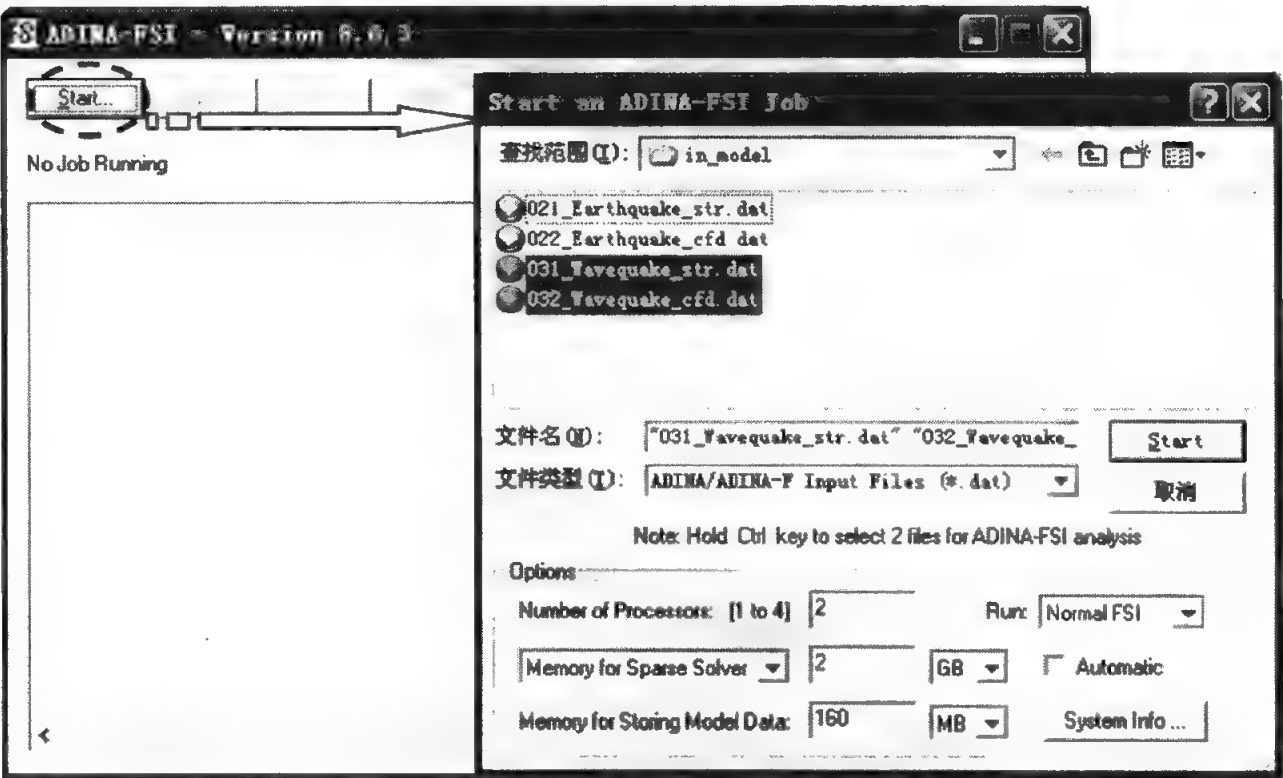 ADINA-FSI - Version 8.6.3
Start...
No Job Running
Start an ADINA-FSI Job
查找范围(I):
in_model
021_Earthquake_str.dat
022_Earthquake_cfd.dat
031_Wavequake_str.dat
032_Wavequake_cfd.dat
文件名(N):
"031_Wavequake_str.dat" "032_Wavequake_
Start
文件类型(T):
ADINA/ADINA-F Input Files (*.dat)
取消
Note: Hold Ctrl key to select 2 files for ADINA-FSI analysis
Options
Number of Processors: [1 to 4]
2
Run:
Normal FSI
Memory for Sparse Solver
2
GB
Automatic
Memory for Storing Model Data:
160
MB
System Info ...